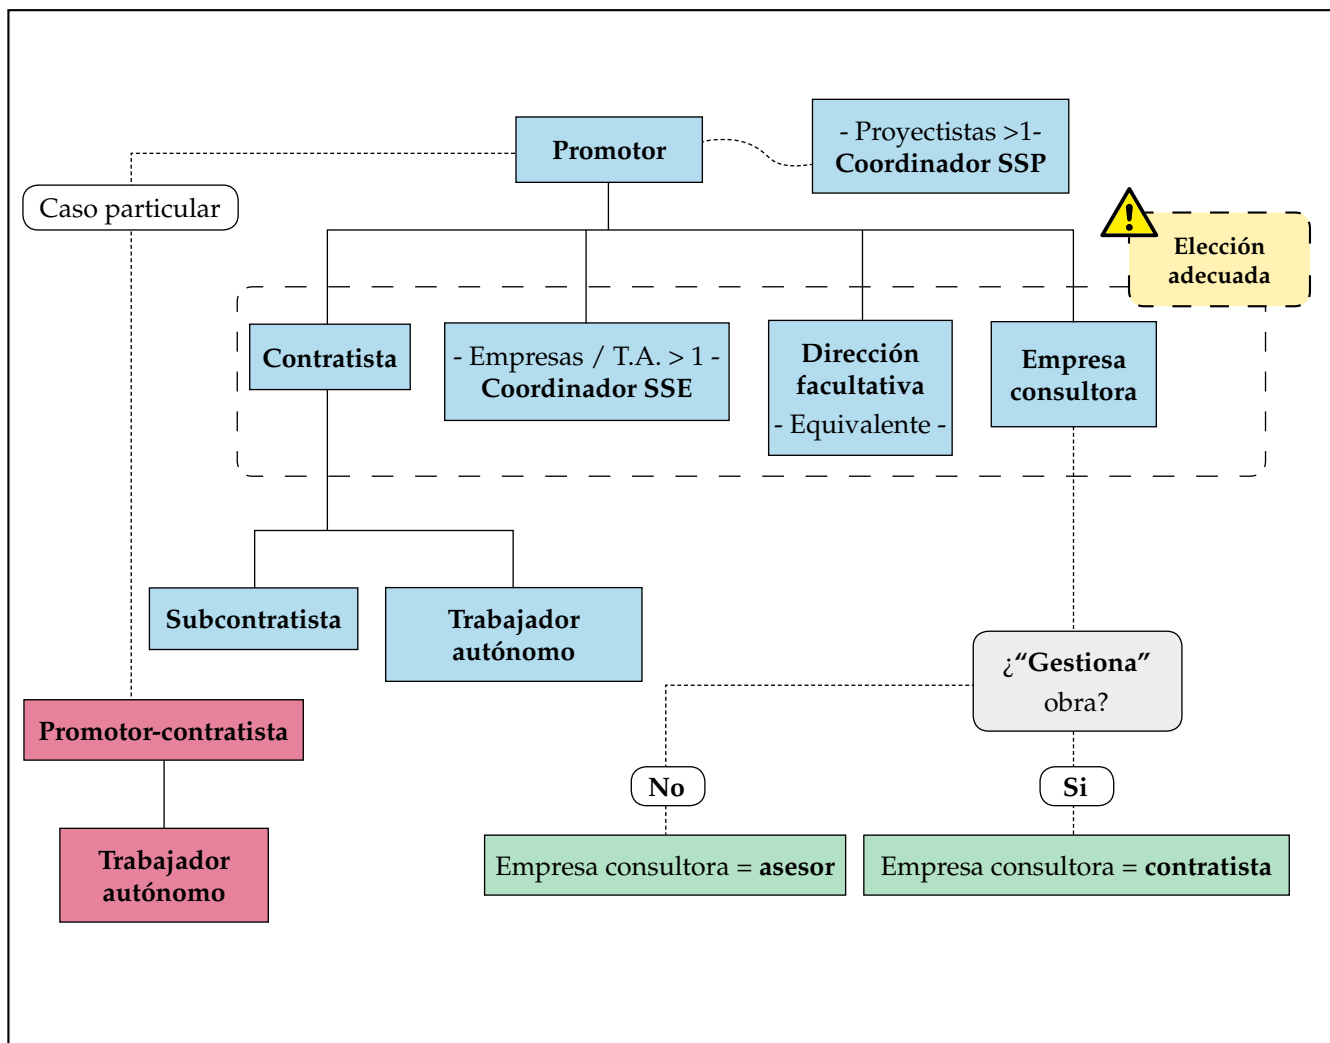 Promotor
- Proyectistas >1-
Coordinador SSP
Caso particular
Elección
adecuada
Contratista
- Empresas / T.A. > 1 -
Coordinador SSE
Dirección
facultativa
- Equivalente -
Empresa
consultora
Subcontratista
Trabajador
autónomo
¿“Gestiona”
obra?
Promotor-contratista
No
Si
Trabajador
autónomo
Empresa consultora = asesor
Empresa consultora = contratista